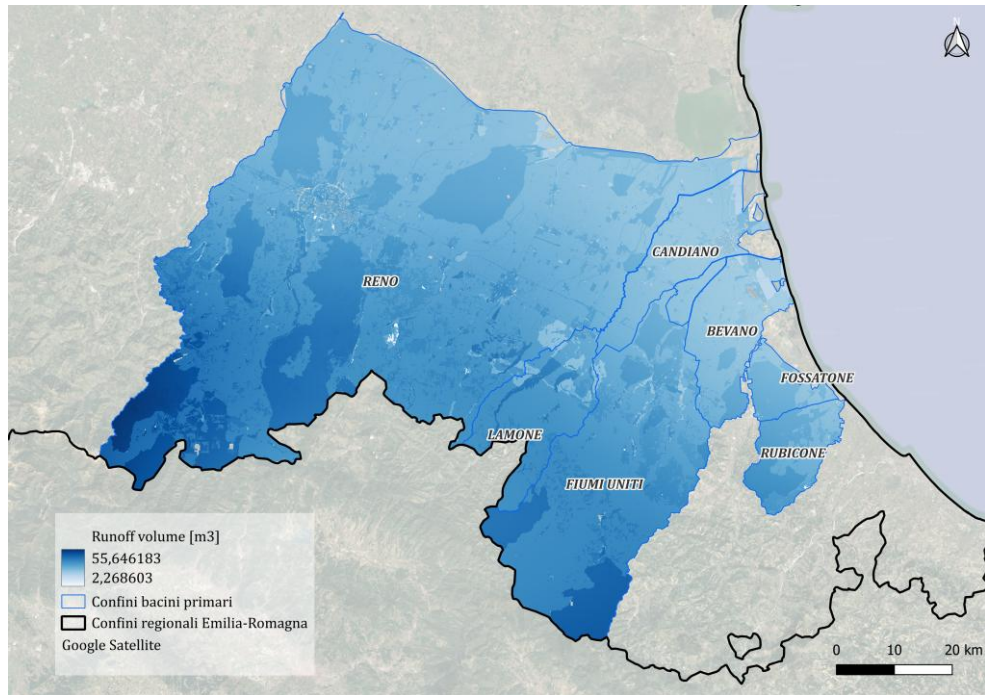 N
CANDIANO
RENO
BEVANO
FOSSATONE
LAMONE
RUBICONE
FIUMI UNITI
Runoff volume [m3]
55,646183
2,268603
Confini bacini primari
Confini regionali Emilia-Romagna
Google Satellite
0 10 20 km